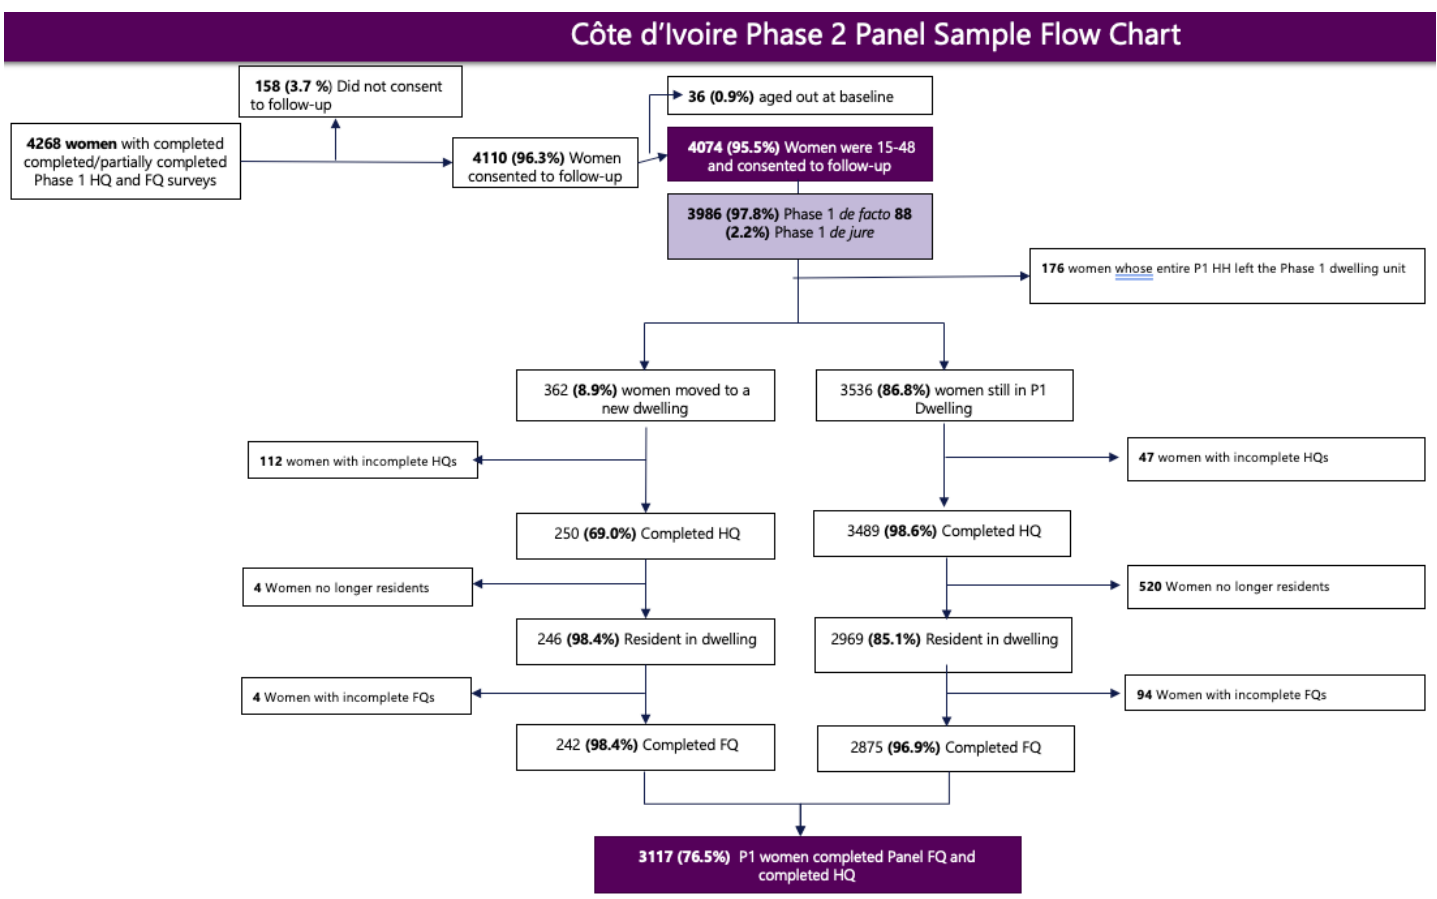 Côte d’Ivoire Phase 2 Panel Sample Flow Chart
158 (3.7 %) Did not consent
to follow-up
36 (0.9%) aged out at baseline
4268 women with completed
completed/partially completed
Phase 1 HQ and FQ surveys
4110 (96.3%) Women
consented to follow-up
4074 (95.5%) Women were 15-48
and consented to follow-up
3986 (97.8%) Phase 1 de facto 88
(2.2%) Phase 1 de jure
176 women whose entire P1 HH left the Phase 1 dwelling unit
362 (8.9%) women moved to a
new dwelling
3536 (86.8%) women still in P1
Dwelling
112 women with incomplete HQs
47 women with incomplete HQs
250 (69.0%) Completed HQ
3489 (98.6%) Completed HQ
4 Women no longer residents
520 Women no longer residents
246 (98.4%) Resident in dwelling
2969 (85.1%) Resident in dwelling
4 Women with incomplete FQs
94 Women with incomplete FQs
242 (98.4%) Completed FQ
2875 (96.9%) Completed FQ
3117 (76.5%) P1 women completed Panel FQ and
completed HQ